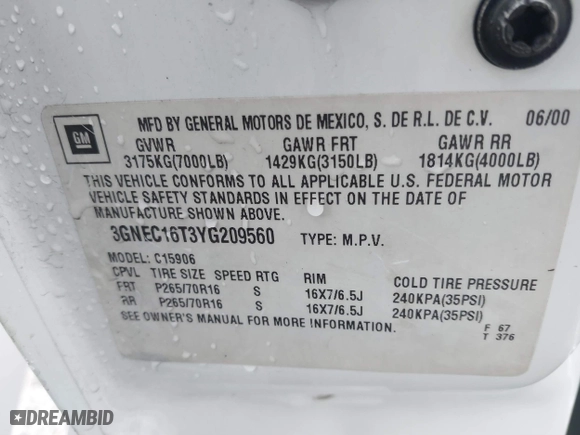 GM
MFD BY GENERAL MOTORS DE MEXICO, S. DE R.L. DE C.V. 06/00
GVWR GAWR FRT GAWR RR
3175KG(7000LB) 1429KG(3150LB) 1814KG(4000LB)
THIS VEHICLE CONFORMS TO ALL APPLICABLE U.S. FEDERAL MOTOR
VEHICLE SAFETY STANDARDS IN EFFECT ON THE DATE OF
MANUFACTURE SHOWN ABOVE.
3GNEC16T3YG209560 TYPE: M.P.V.
MODEL: C15906
CPVL TIRE SIZE SPEED RTG RIM COLD TIRE PRESSURE
FRT P265/70R16 S 16X7/6.5J 240KPA(35PSI)
RR P265/70R16 S 16X7/6.5J 240KPA(35PSI)
SEE OWNER'S MANUAL FOR MORE INFORMATION.
F 67
T 376
DREAMBID